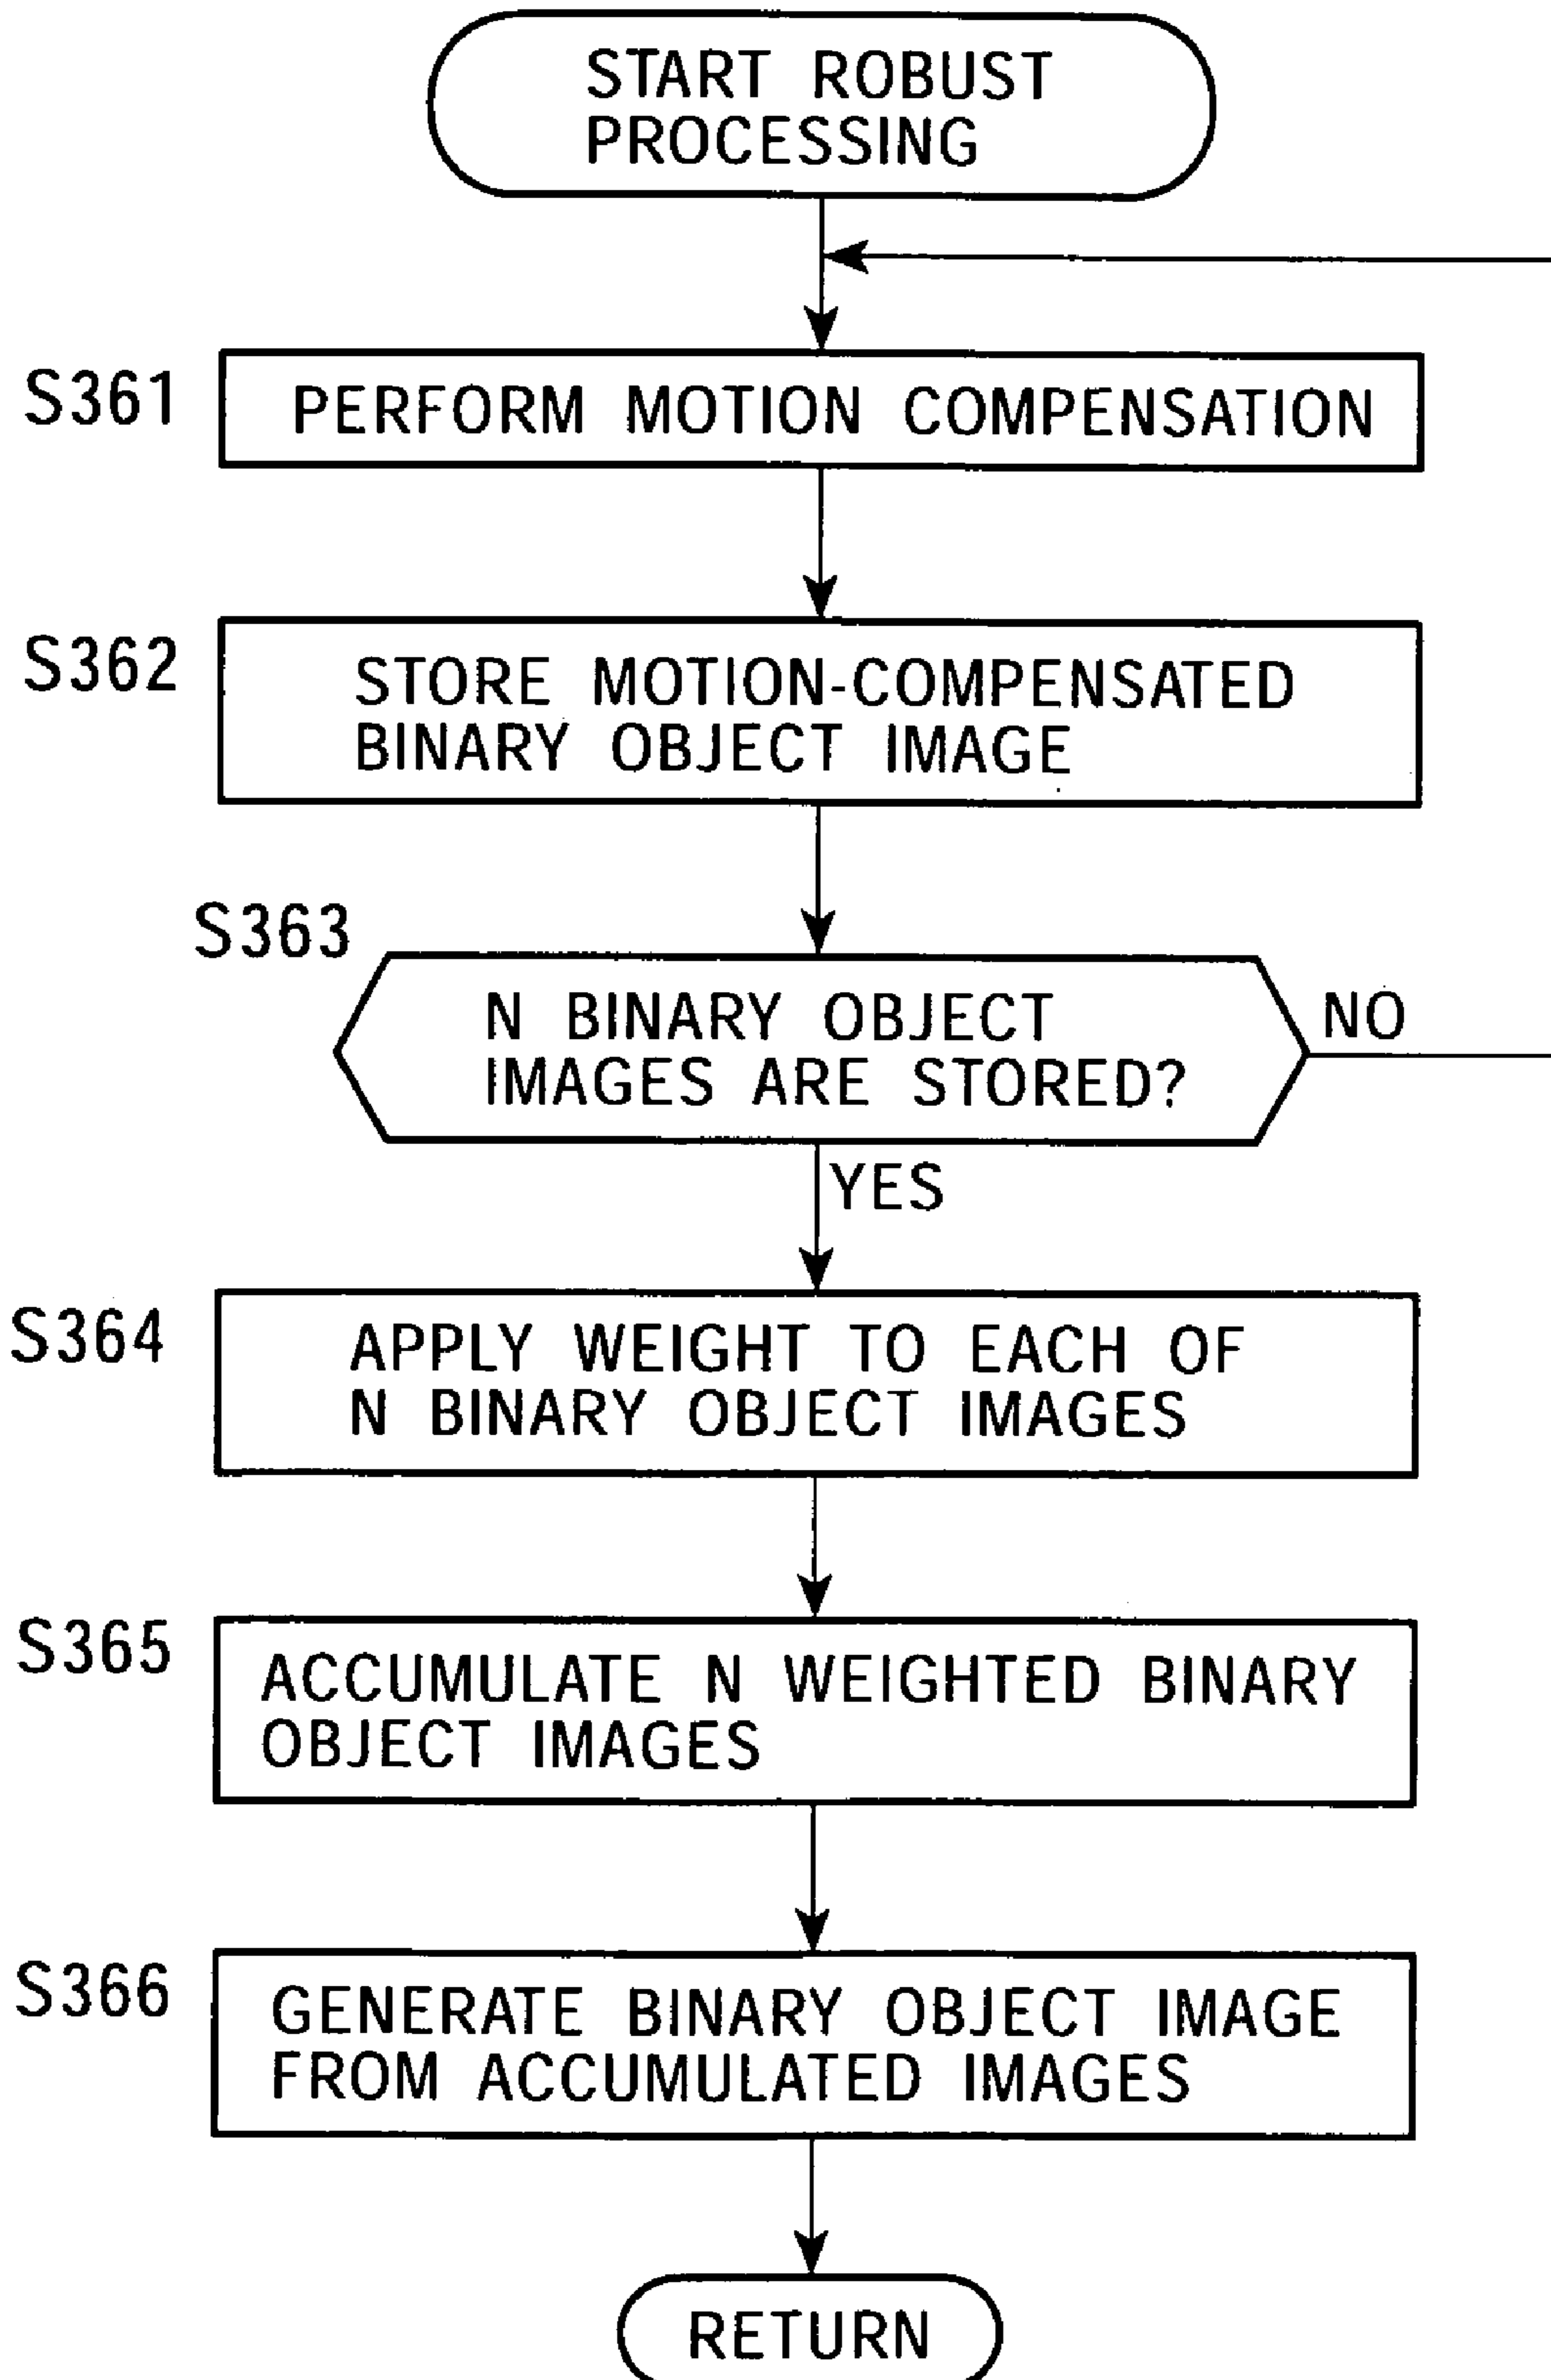 START ROBUST
PROCESSING
S361
PERFORM MOTION COMPENSATION
S362
STORE MOTION-COMPENSATED
BINARY OBJECT IMAGE
S363
N BINARY OBJECT
IMAGES ARE STORED?
NO
YES
S364
APPLY WEIGHT TO EACH OF
N BINARY OBJECT IMAGES
S365
ACCUMULATE N WEIGHTED BINARY
OBJECT IMAGES
S366
GENERATE BINARY OBJECT IMAGE
FROM ACCUMULATED IMAGES
RETURN